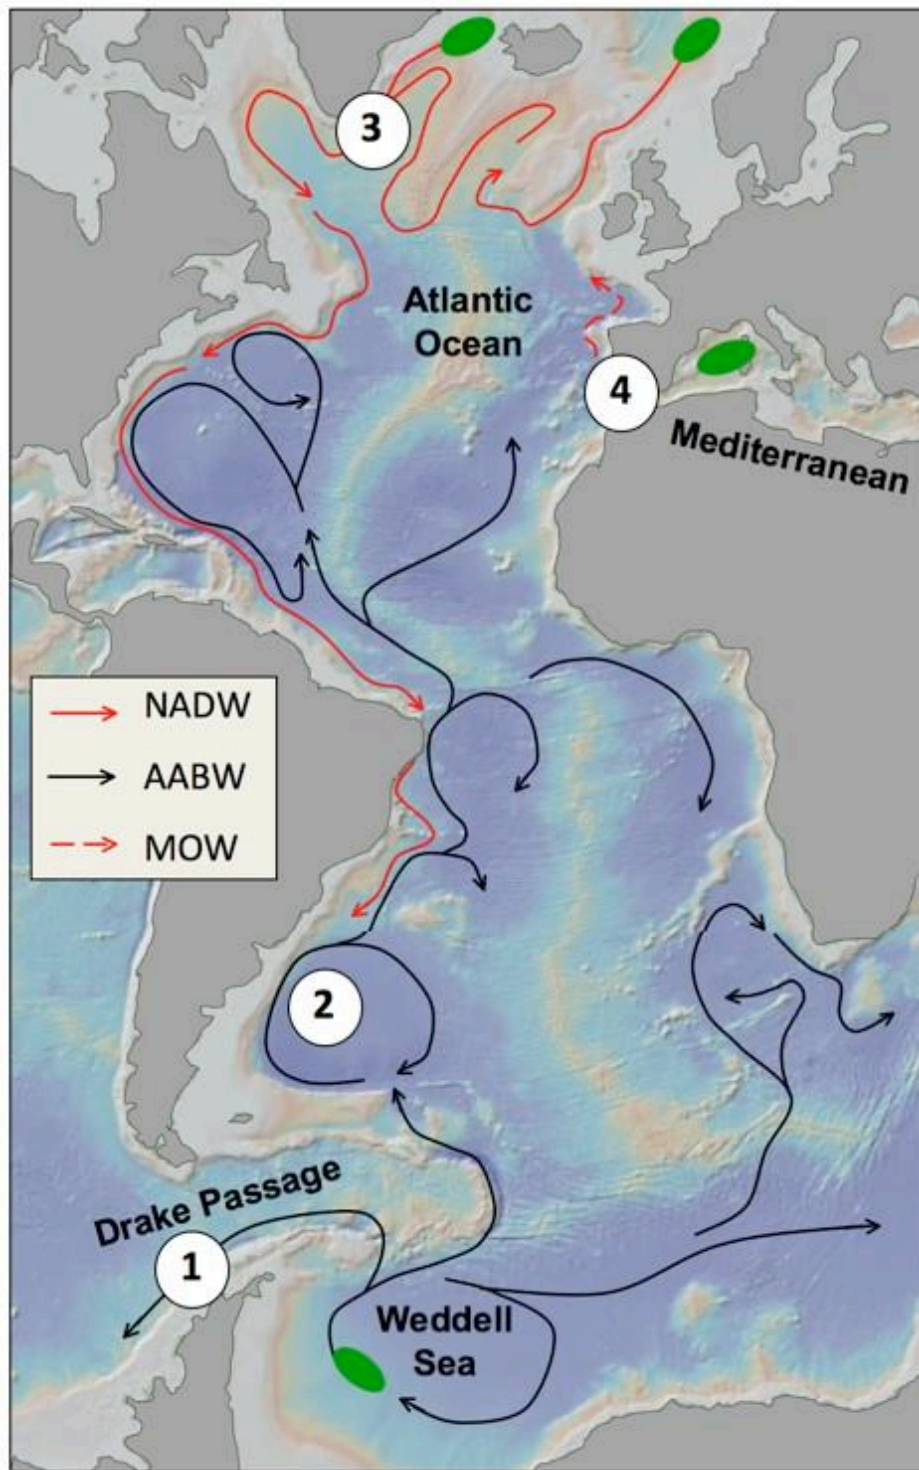 3
Atlantic
Ocean
4
Mediterranean
NADW
AABW
MOW
2
Drake Passage
1
Weddell
Sea